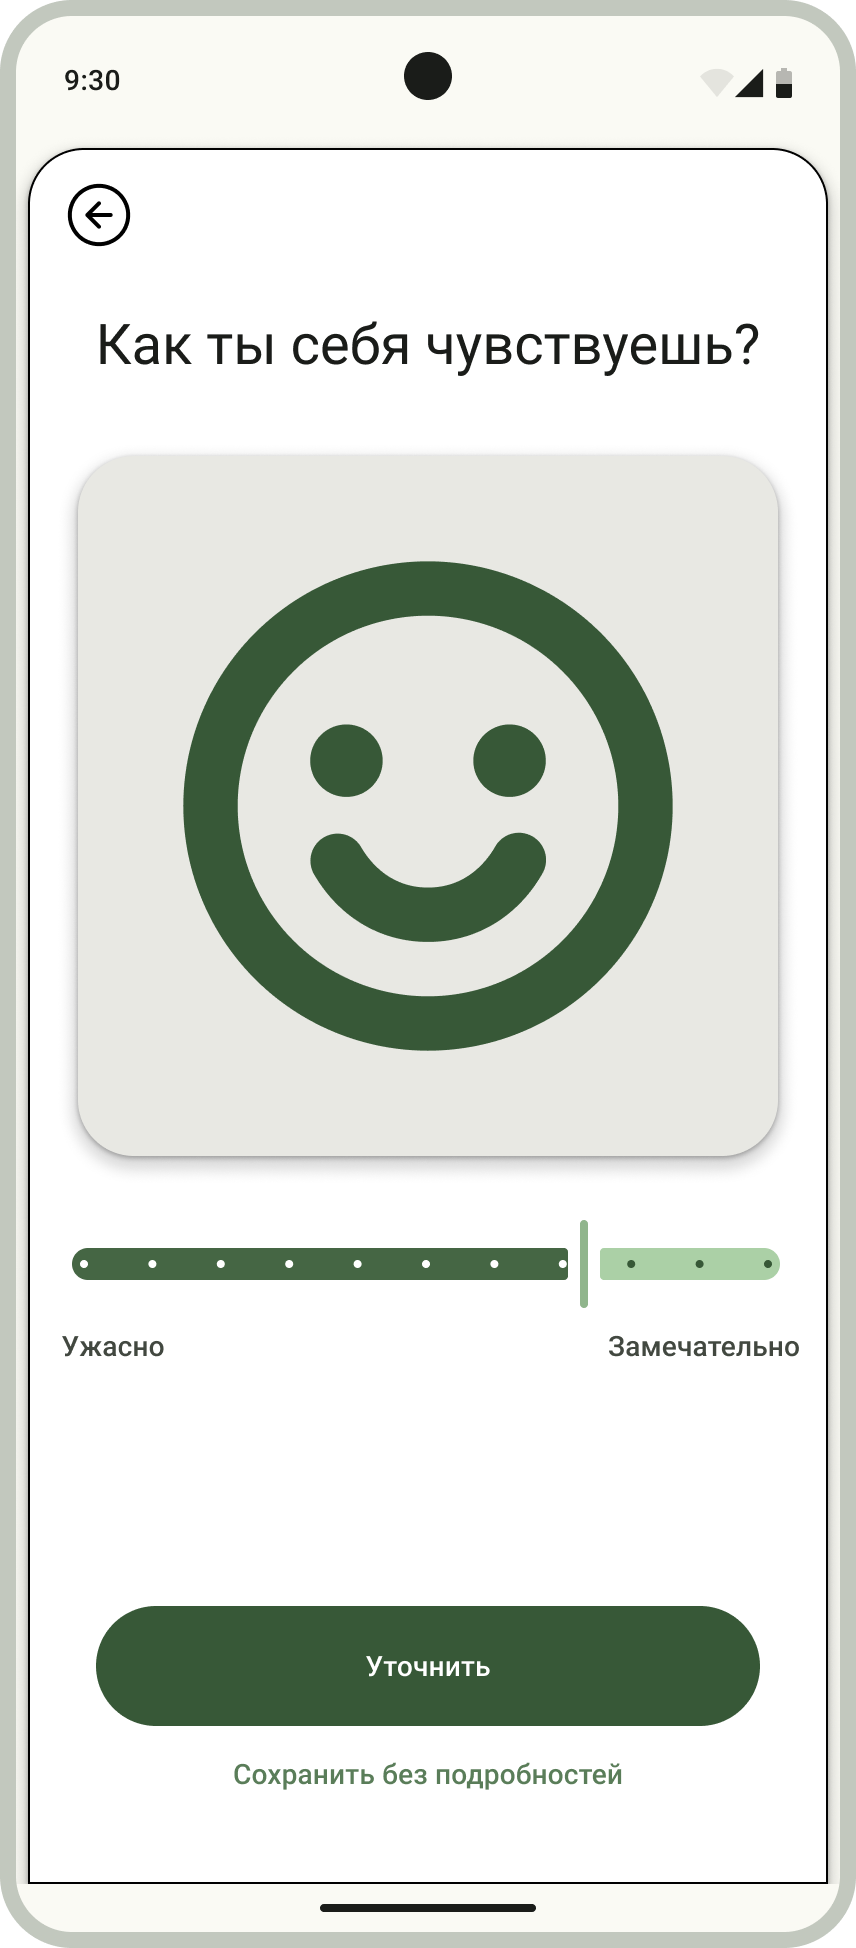 9:30
Как ты себя чувствуешь?
Ужасно
Замечательно
Уточнить
Сохранить без подробностей